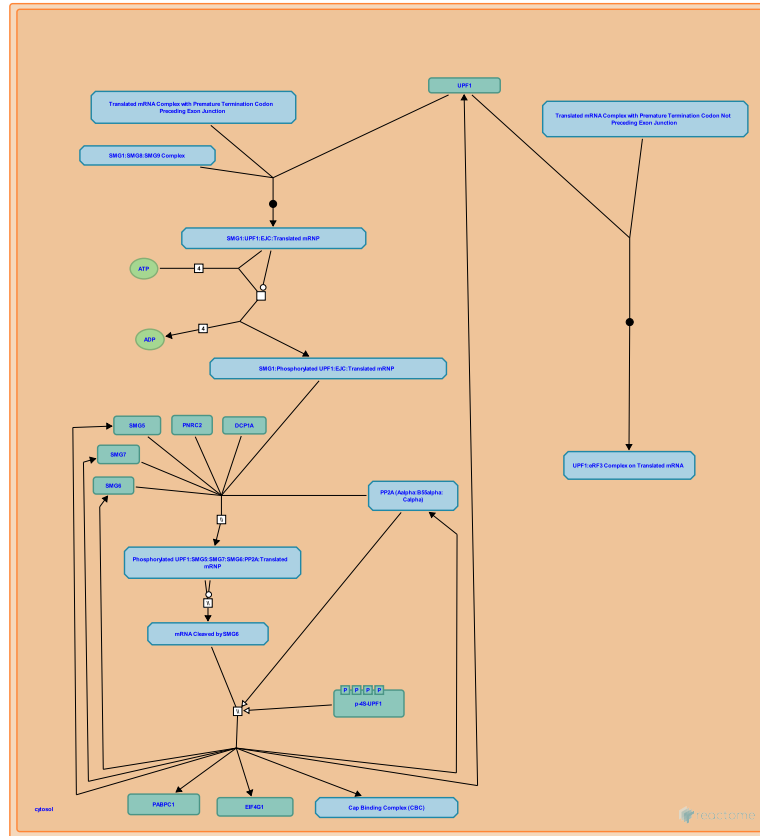 UPF1
Translated mRNA Complex with Premature Termination Codon
Preceding Exon Junction
Translated mRNA Complex with Premature Termination Codon Not
Preceding Exon Junction
SMG1:SMG8:SMG9 Complex
SMG1:UPF1:EJC:Translated mRNP
ATP
4
4
ADP
SMG1:Phosphorylated UPF1:EJC:Translated mRNP
SMG5
PNRC2
DCP1A
SMG7
SMG6
UPF1:eRF3 Complex on Translated mRNA
PP2A (Aalpha:B55alpha:
Calpha)
\\
Phosphorylated UPF1:SMG5:SMG7:SMG6:PP2A:Translated
mRNP
\\
mRNA Cleaved by SMG6
P P P P
p-4S-UPF1
\\
PABPC1
EIF4G1
Cap Binding Complex (CBC)
cytosol
reactome